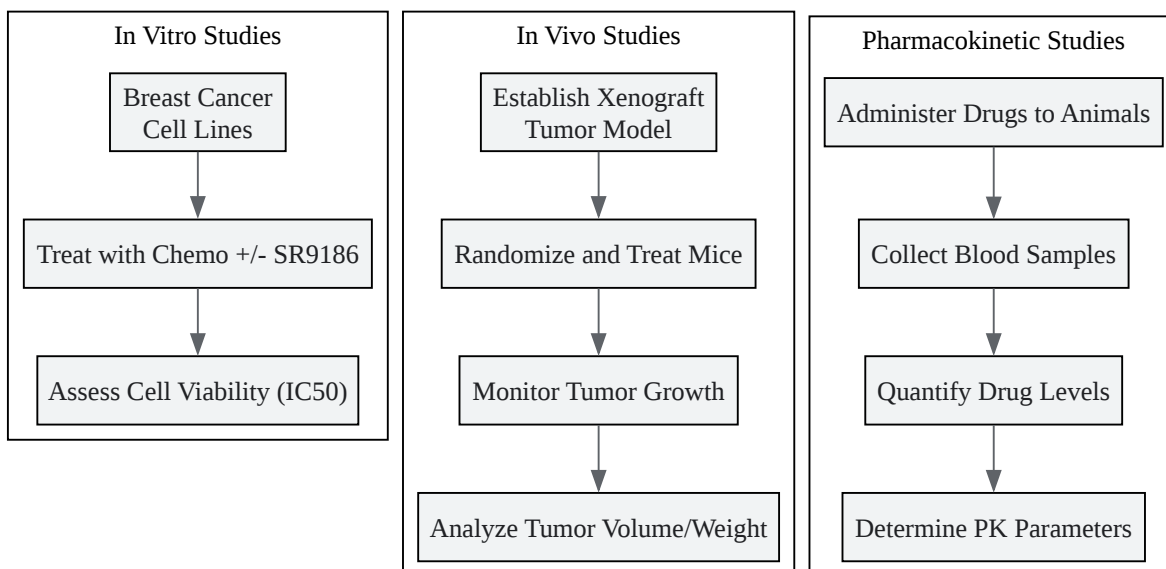 In Vitro Studies
Breast Cancer
Cell Lines
Treat with Chemo +/- SR9186
Assess Cell Viability (IC50)
In Vivo Studies
Establish Xenograft
Tumor Model
Randomize and Treat Mice
Monitor Tumor Growth
Analyze Tumor Volume/Weight
Pharmacokinetic Studies
Administer Drugs to Animals
Collect Blood Samples
Quantify Drug Levels
Determine PK Parameters